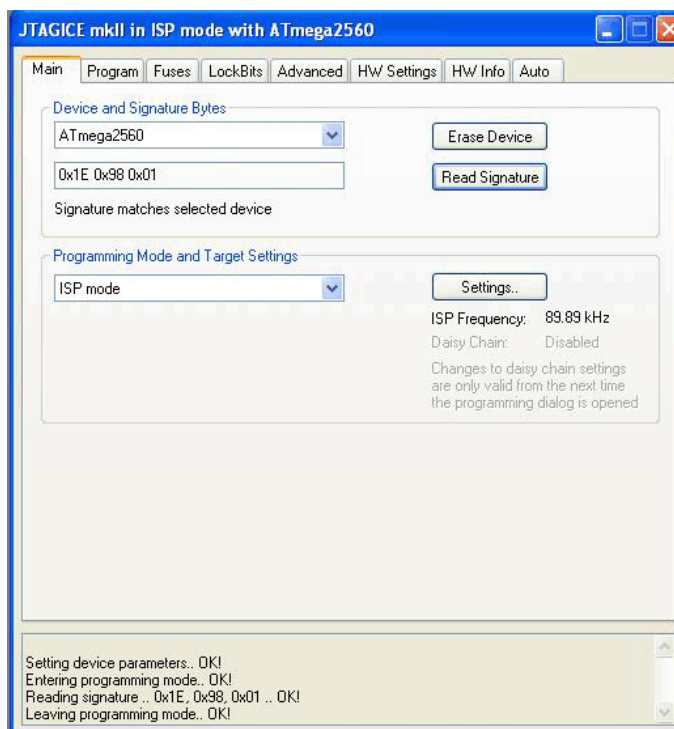 JTAGICE mkII in ISP mode with ATmega2560
Main Program Fuses LockBits Advanced HW Settings HW Info Auto
Device and Signature Bytes
ATmega2560
Erase Device
0x1E 0x98 0x01
Read Signature
Signature matches selected device
Programming Mode and Target Settings
ISP mode
Settings..
ISP Frequency: 89.89 kHz
Daisy Chain: Disabled
Changes to daisy chain settings
are only valid from the next time
the programming dialog is opened
Setting device parameters.. OK!
Entering programming mode.. OK!
Reading signature .. 0x1E, 0x98, 0x01 .. OK!
Leaving programming mode.. OK!